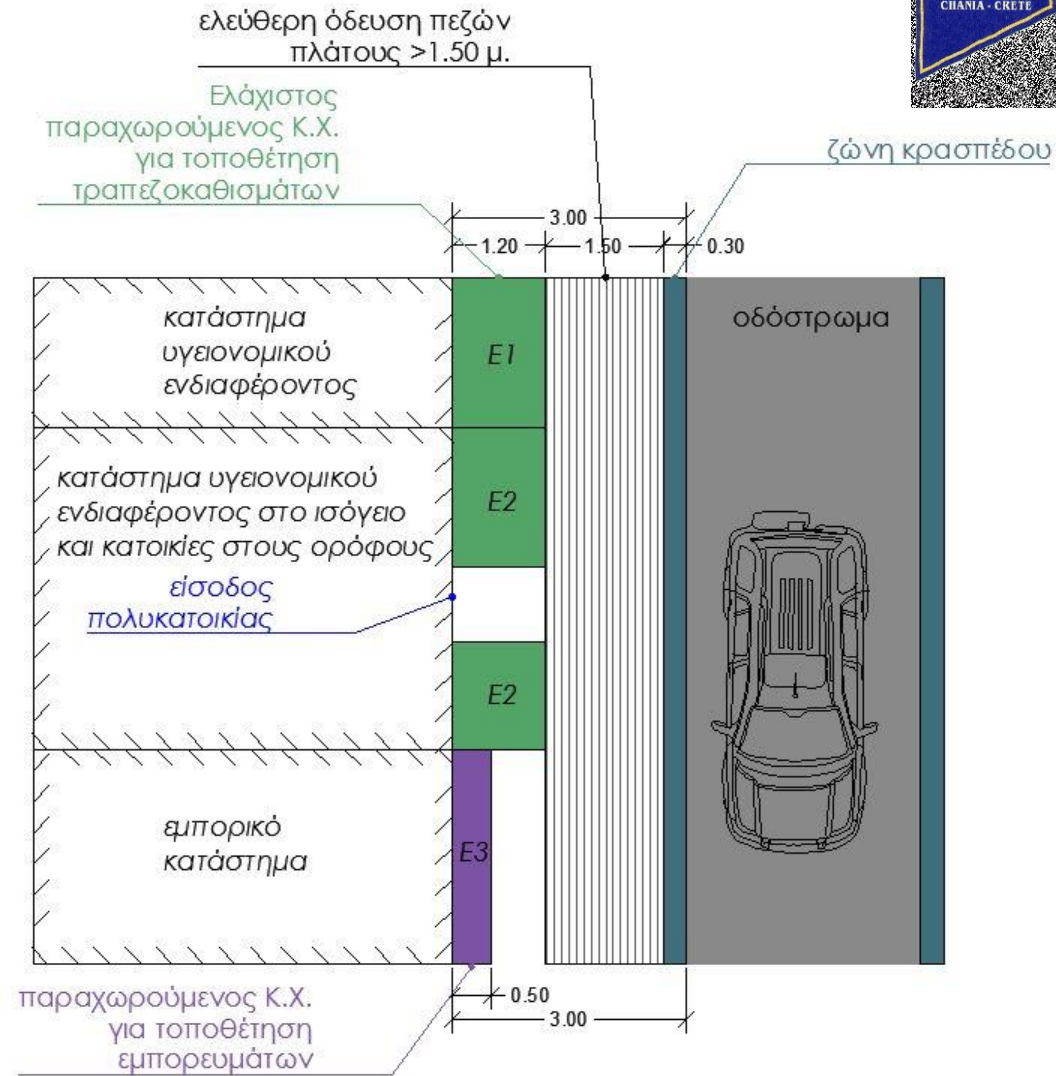 CHANIA - CRETE
ελεύθερη όδευση πεζών
πλάτους >1.50 μ.
Ελάχιστος
παραχωρούμενος Κ.Χ.
για τοποθέτηση
τραπεζοκαθισμάτων
ζώνη κρασπέδου
3.00
1.20
1.50
0.30
κατάστημα
υγειονομικού
ενδιαφέροντος
E1
οδόστρωμα
κατάστημα υγειονομικού
ενδιαφέροντος στο ισόγειο
και κατοικίες στους ορόφους
E2
είσοδος
πολυκατοικίας
E2
εμπορικό
κατάστημα
E3
παραχωρούμενος Κ.Χ.
για τοποθέτηση
εμπορευμάτων
0.50
3.00